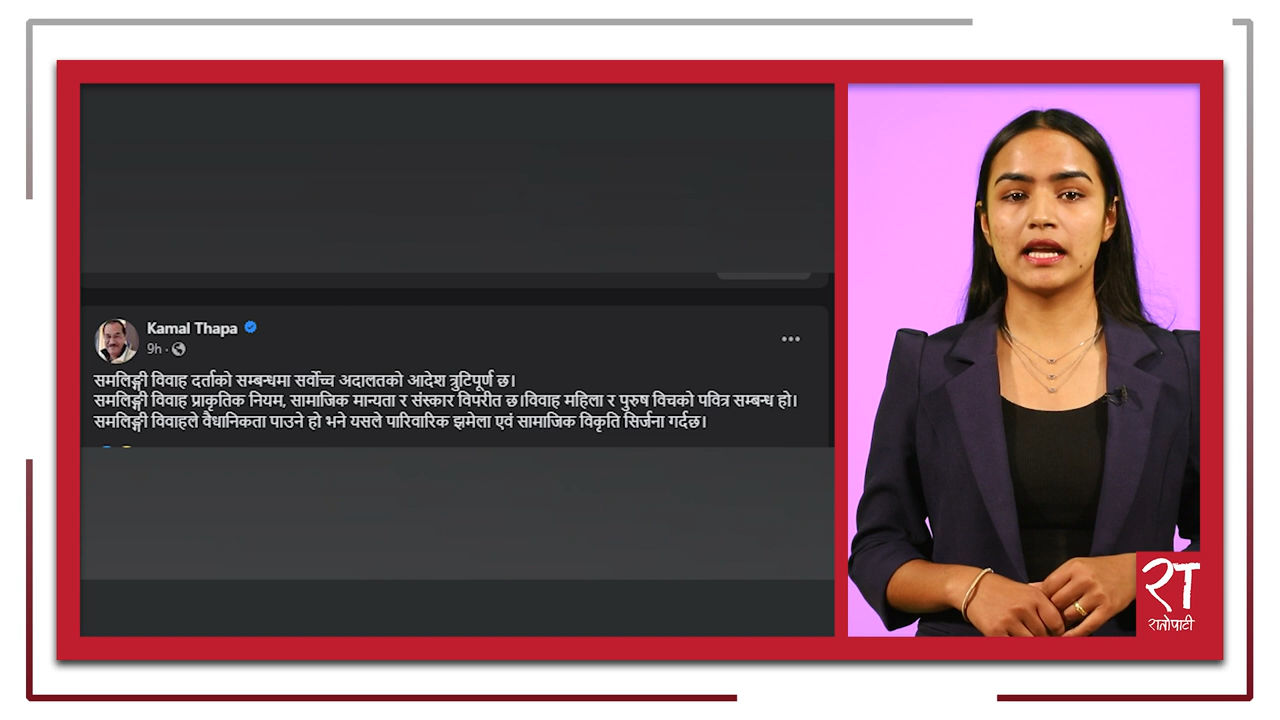 Kamal Thapa
9h ·
समलिङ्गी विवाह दर्ताको सम्बन्धमा सर्वोच्च अदालतको आदेश त्रुटिपूर्ण छ।
समलिङ्गी विवाह प्राकृतिक नियम, सामाजिक मान्यता र संस्कार विपरीत छ।विवाह महिला र पुरुष विचको पवित्र सम्बन्ध हो।
समलिङ्गी विवाहले वैधानिकता पाउने हो भने यसले पारिवारिक झमेला एवं सामाजिक विकृति सिर्जना गर्दछ।
रा
रातोपाटी